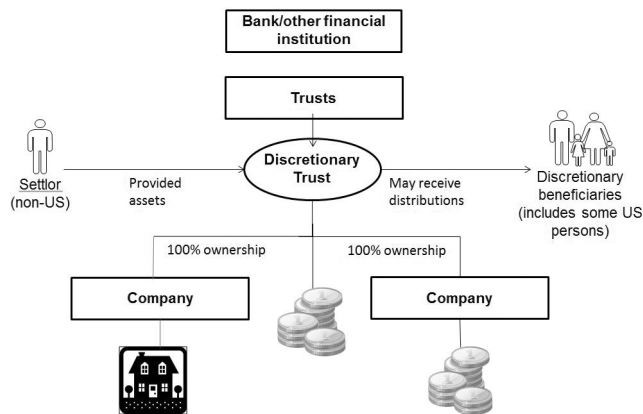 Bank/other financial
institution
Trusts
Settlor
(non-US)
Provided
assets
Discretionary
Trust
May receive
distributions
Discretionary
beneficiaries
(includes some US
persons)
100% ownership
100% ownership
Company
Company